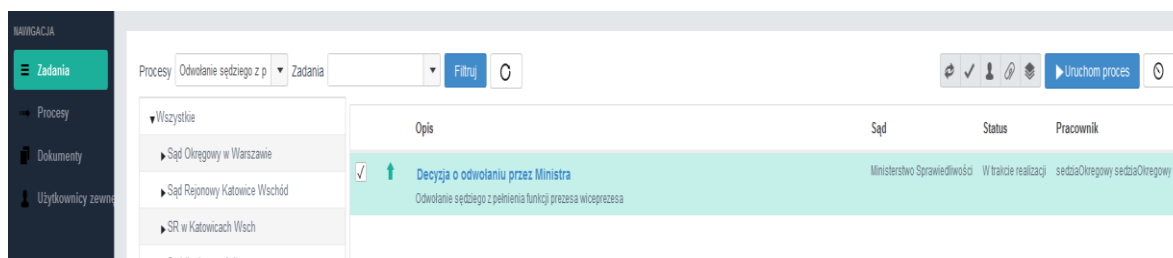 NAWIGACJA
Zadania
Procesy
Dokumenty
Użytkownicy zewnę
Procesy Odwołanie sędziego z p Zadania Filtruj Uruchom proces
Wszystkie
Sąd Okręgowy w Warszawie
Sąd Rejonowy Katowice Wschód
SR w Katowicach Wsch
Opis Sąd Status Pracownik
Decyzja o odwołaniu przez Ministra Ministerstwo Sprawiedliwości W trakcie realizacji sedziaOkregowy sedziaOkregowy
Odwołanie sędziego z pełnienia funkcji prezesa wiceprezesa